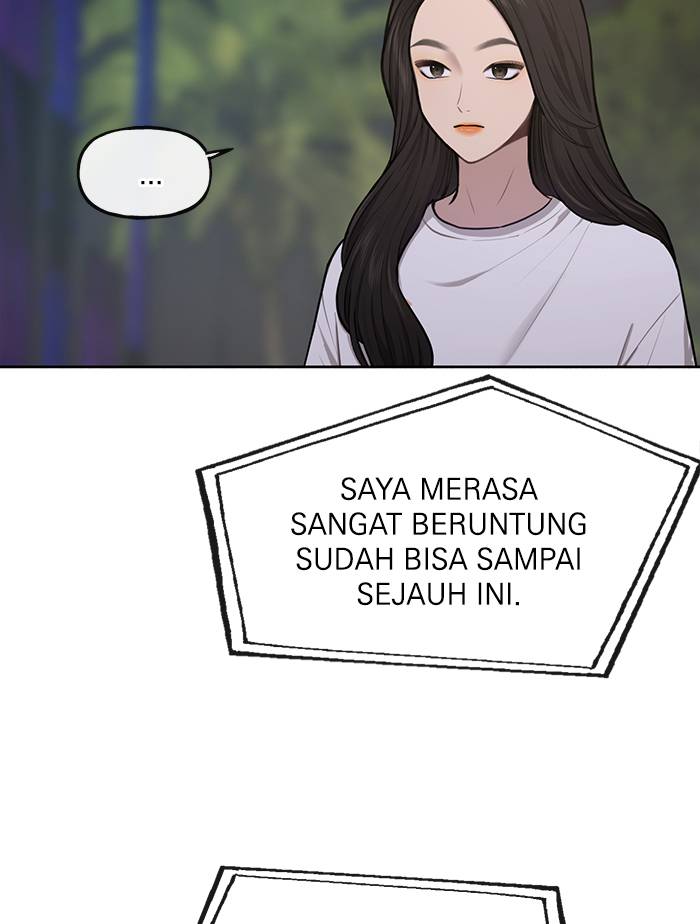 ...
SAYA MERASA
SANGAT BERUNTUNG
SUDAH BISA SAMPAI
SEJAUH INI.